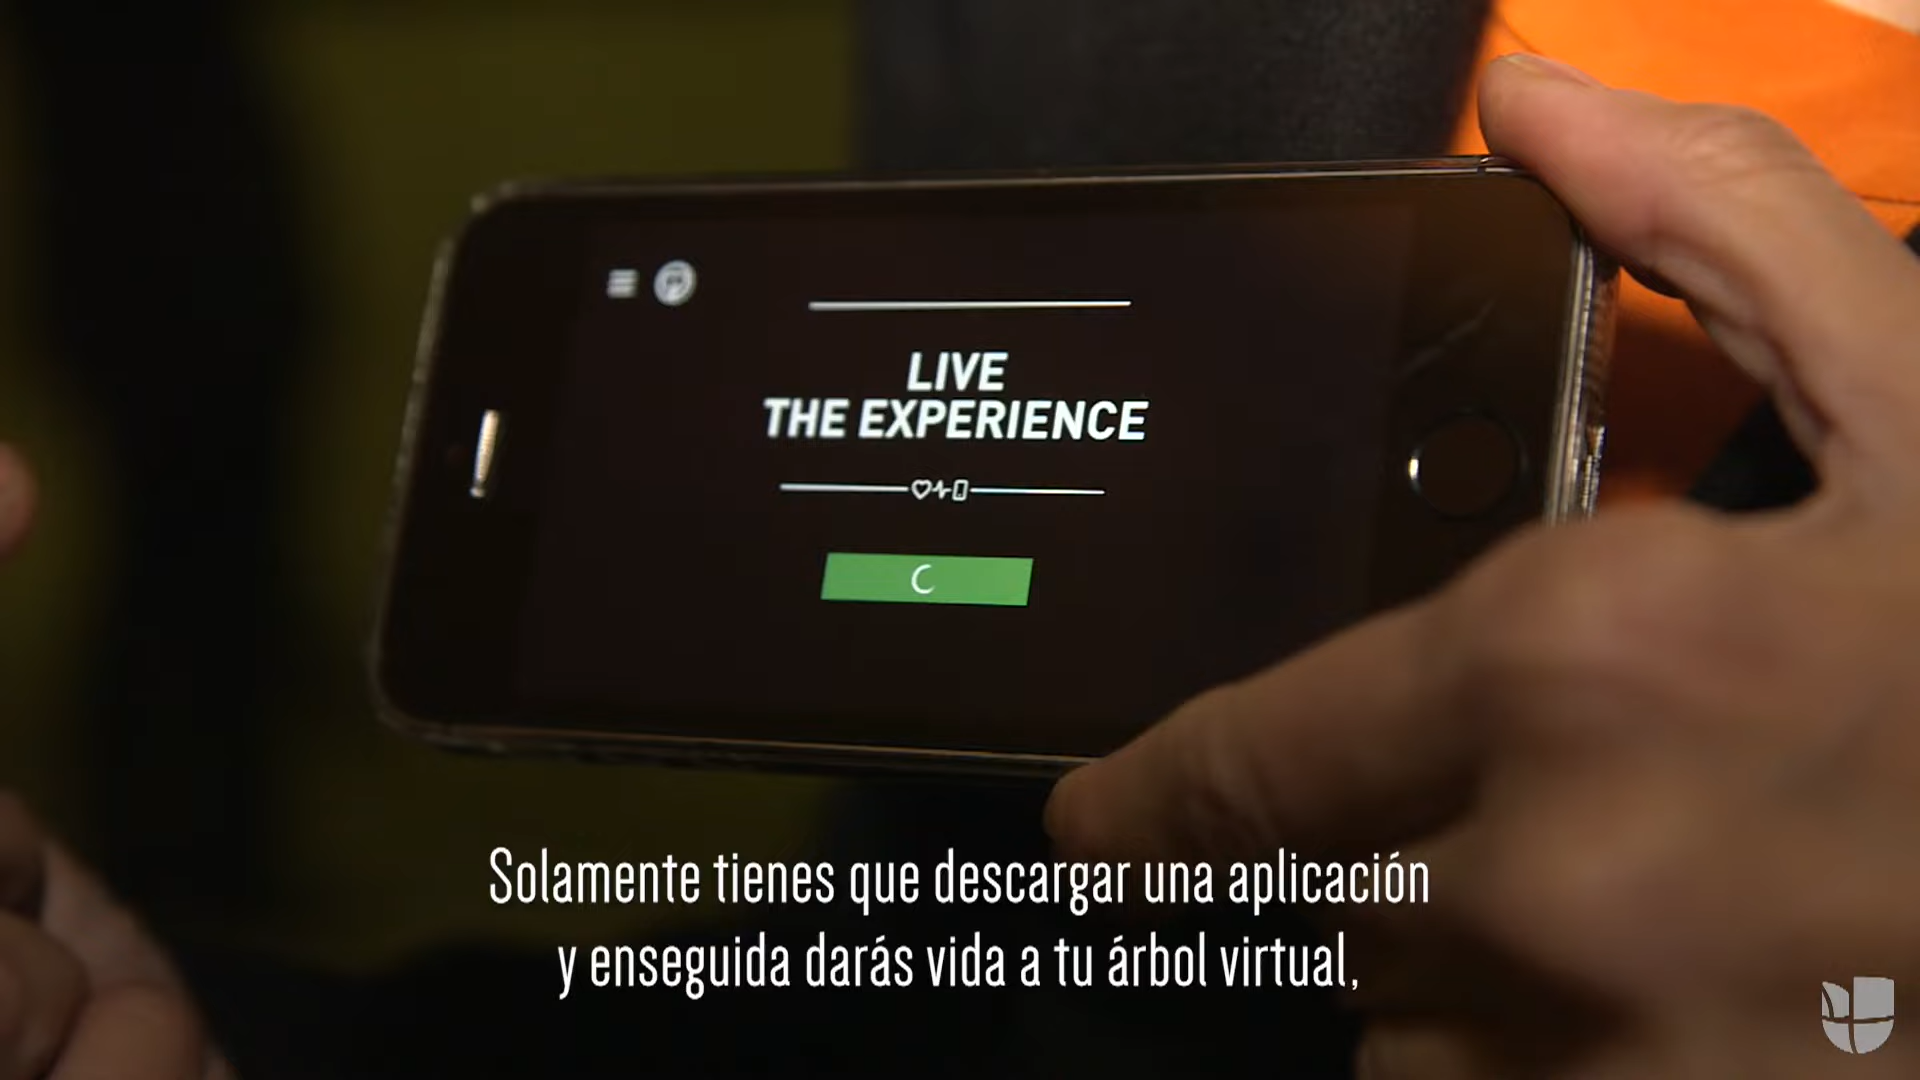 LIVE
THE EXPERIENCE
Solamente tienes que descargar una aplicación
y enseguida darás vida a tu árbol virtual,